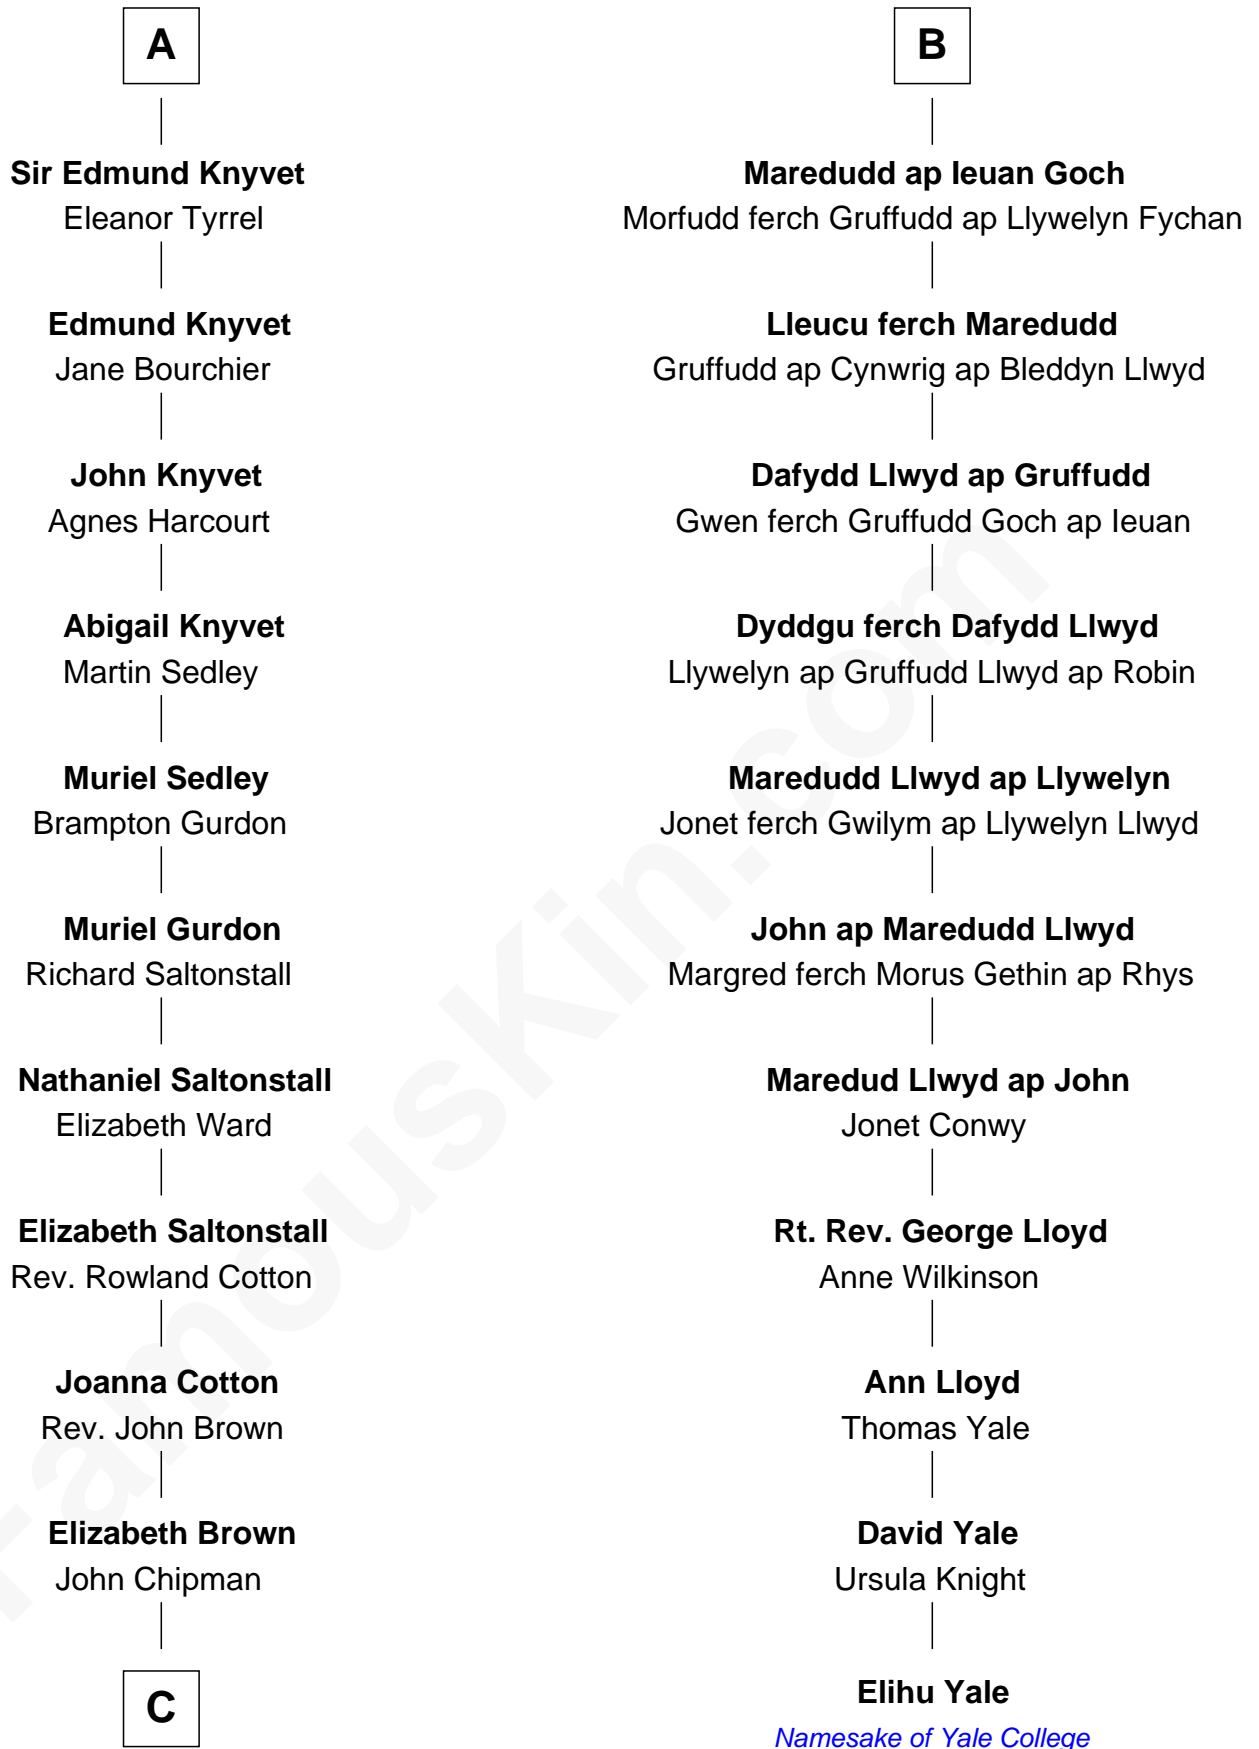 A
Sir Edmund Knyvet
Eleanor Tyrrel
Edmund Knyvet
Jane Bourchier
John Knyvet
Agnes Harcourt
Abigail Knyvet
Martin Sedley
Muriel Sedley
Brampton Gurdon
Muriel Gurdon
Richard Saltonstall
Nathaniel Saltonstall
Elizabeth Ward
Elizabeth Saltonstall
Rev. Rowland Cotton
Joanna Cotton
Rev. John Brown
Elizabeth Brown
John Chipman
C
B
Maredudd ap Ieuan Goch
Morfudd ferch Gruffudd ap Llywelyn Fychan
Lleucu ferch Maredudd
Gruffudd ap Cynwrig ap Bleddyn Llwyd
Dafydd Llwyd ap Gruffudd
Gwen ferch Gruffudd Goch ap Ieuan
Dyddgu ferch Dafydd Llwyd
Llywelyn ap Gruffudd Llwyd ap Robin
Maredudd Llwyd ap Llywelyn
Jonet ferch Gwilym ap Llywelyn Llwyd
John ap Maredudd Llwyd
Margred ferch Morus Gethin ap Rhys
Maredud Llwyd ap John
Jonet Conwy
Rt. Rev. George Lloyd
Anne Wilkinson
Ann Lloyd
Thomas Yale
David Yale
Ursula Knight
Elihu Yale
Namesake of Yale College
FamousKin.com